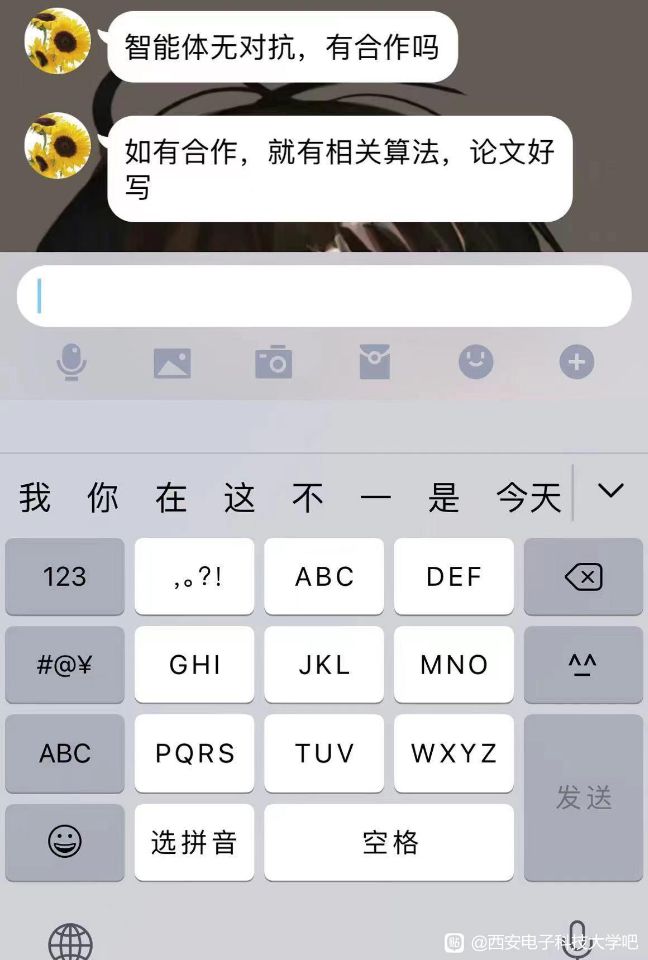 智能体无对抗，有合作吗
如有合作，就有相关算法，论文好
写
我 你 在 这 不 一 是 今天
123 ,。?! ABC DEF
#@¥ GHI JKL MNO ^^
ABC PQRS TUV WXYZ
发送
选拼音 空格
贴 @西安电子科技大学吧